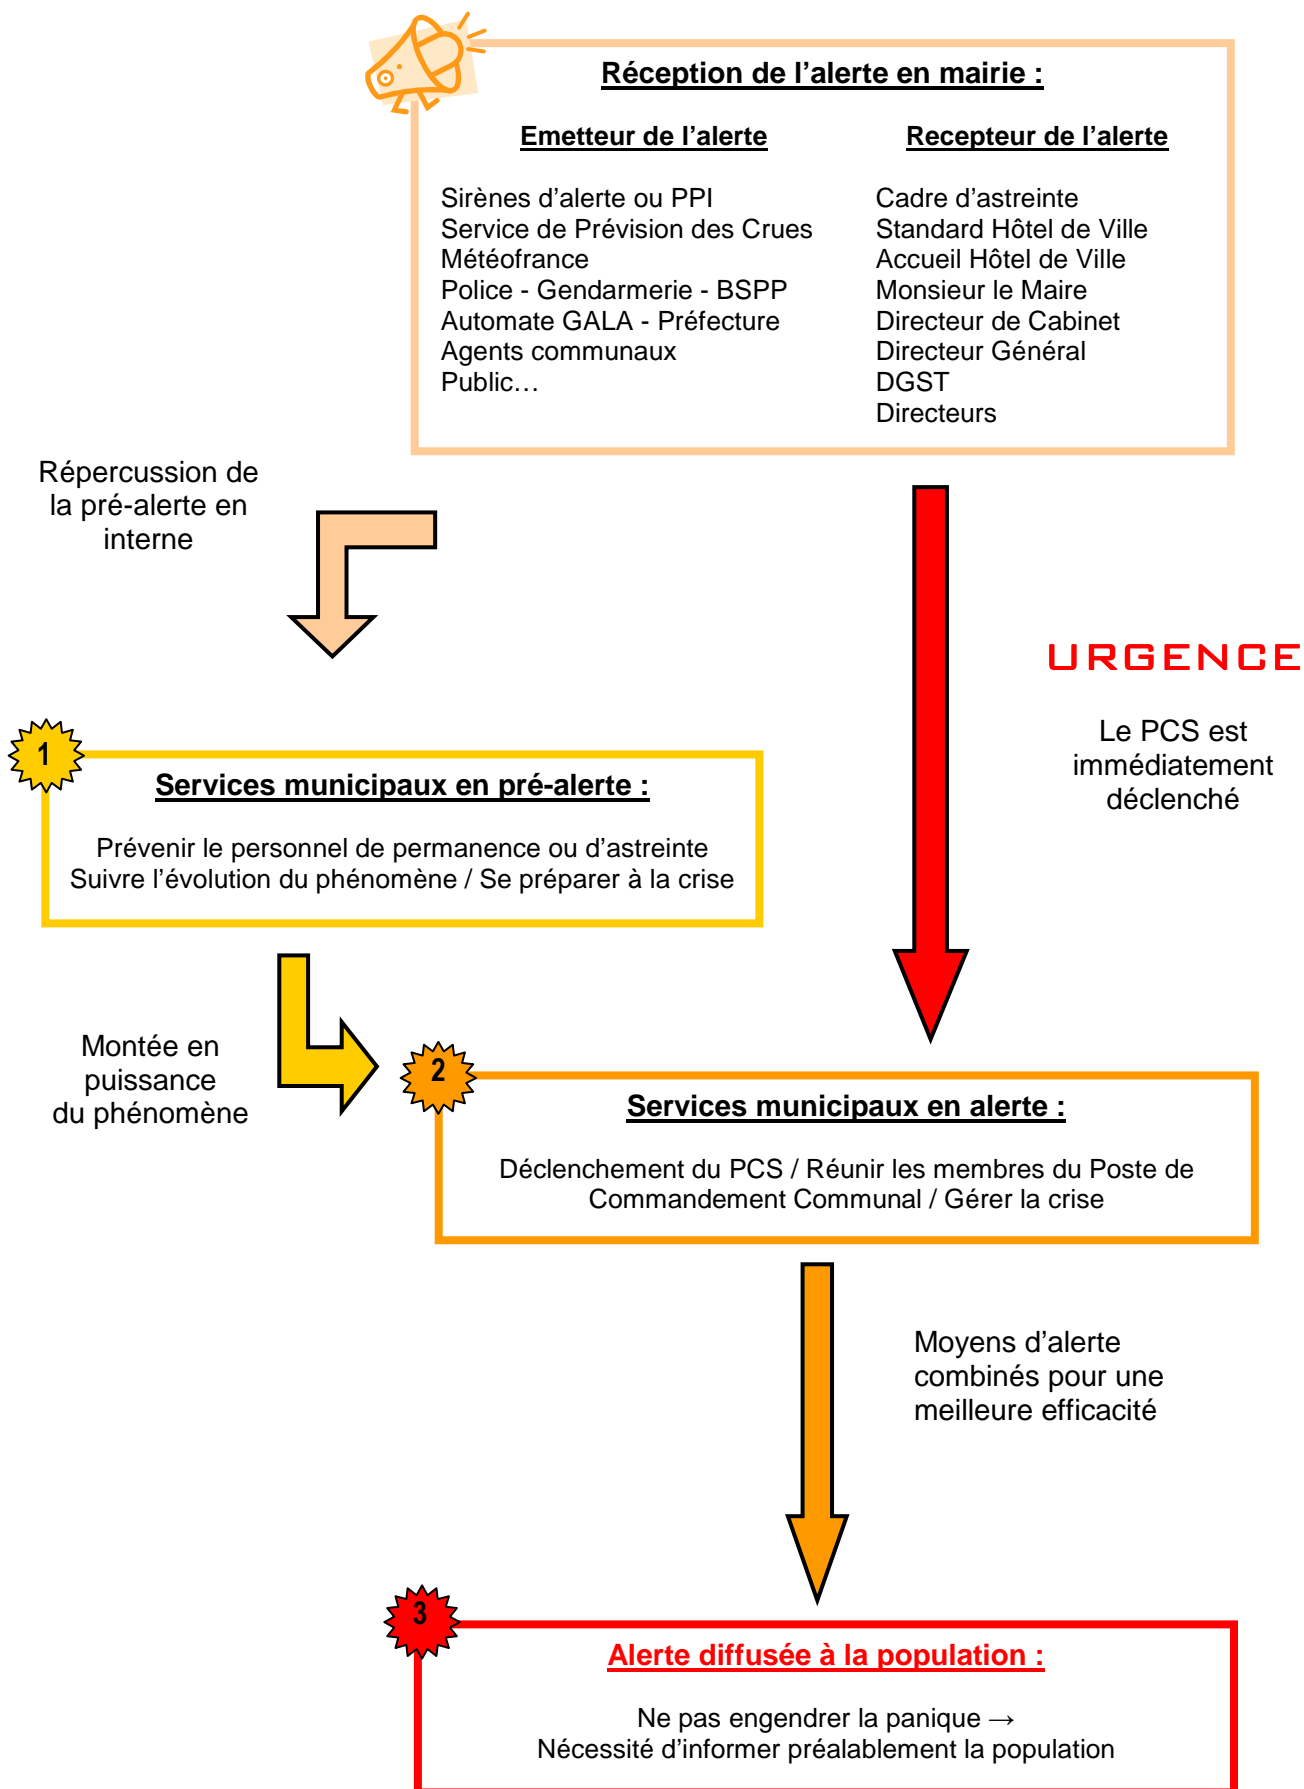 Réception de l’alerte en mairie :
Emetteur de l’alerte
Sirènes d’alerte ou PPI
Service de Prévision des Crues
Météofrance
Police - Gendarmerie - BSPP
Automate GALA - Préfecture
Agents communaux
Public…
Recepteur de l’alerte
Cadre d’astreinte
Standard Hôtel de Ville
Accueil Hôtel de Ville
Monsieur le Maire
Directeur de Cabinet
Directeur Général
DGST
Directeurs
Répercussion de
la pré-alerte en
interne
URGENCE
Le PCS est
immédiatement
déclenché
1
Services municipaux en pré-alerte :
Prévenir le personnel de permanence ou d’astreinte
Suivre l’évolution du phénomène / Se préparer à la crise
Montée en
puissance
du phénomène
2
Services municipaux en alerte :
Déclenchement du PCS / Réunir les membres du Poste de
Commandement Communal / Gérer la crise
Moyens d’alerte
combinés pour une
meilleure efficacité
3
Alerte diffusée à la population :
Ne pas engendrer la panique →
Nécessité d’informer préalablement la population